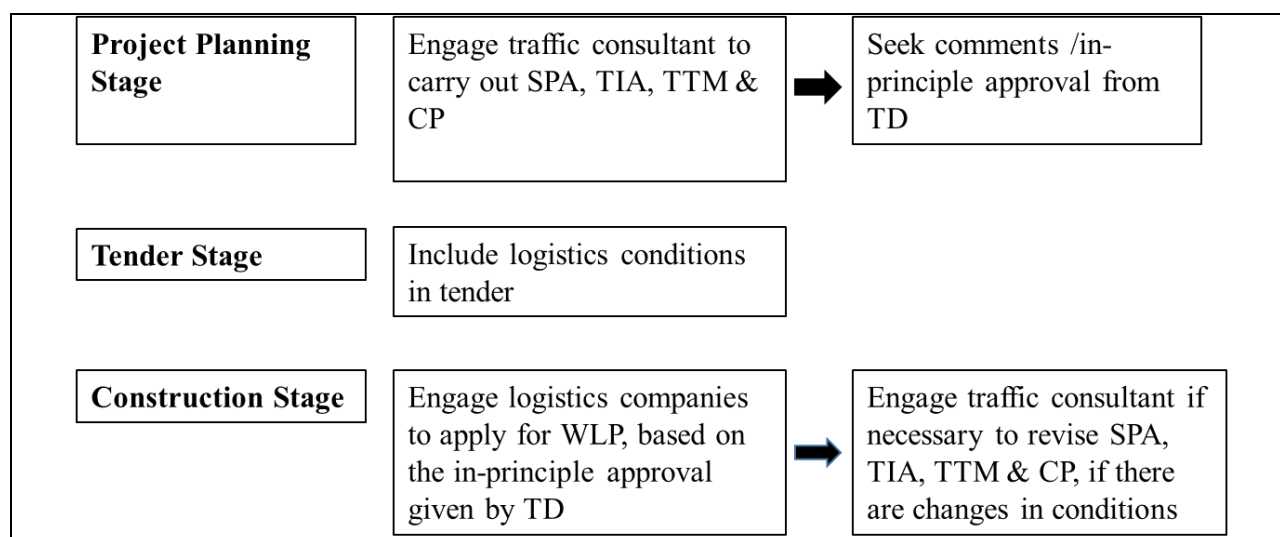 Project Planning
Stage
Engage traffic consultant to
carry out SPA, TIA, TTM &
CP
Seek comments /in-
principle approval from
TD
Tender Stage
Include logistics conditions
in tender
Construction Stage
Engage logistics companies
to apply for WLP, based on
the in-principle approval
given by TD
Engage traffic consultant if
necessary to revise SPA,
TIA, TTM & CP, if there
are changes in conditions